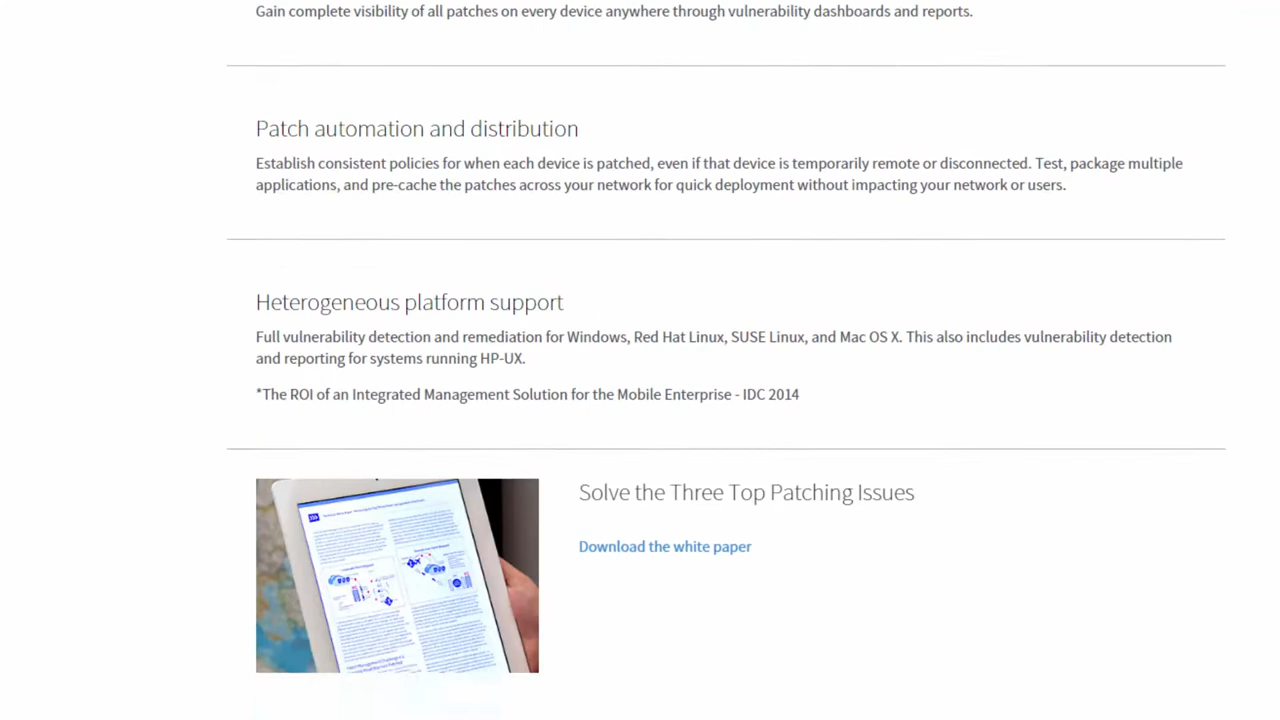 Gain complete visibility of all patches on every device anywhere through vulnerability dashboards and reports.
Patch automation and distribution
Establish consistent policies for when each device is patched, even if that device is temporarily remote or disconnected. Test, package multiple
applications, and pre-cache the patches across your network for quick deployment without impacting your network or users.
Heterogeneous platform support
Full vulnerability detection and remediation for Windows, Red Hat Linux, SUSE Linux, and Mac OS X. This also includes vulnerability detection
and reporting for systems running HP-UX.
*The ROI of an Integrated Management Solution for the Mobile Enterprise - IDC 2014
Solve the Three Top Patching Issues
Download the white paper